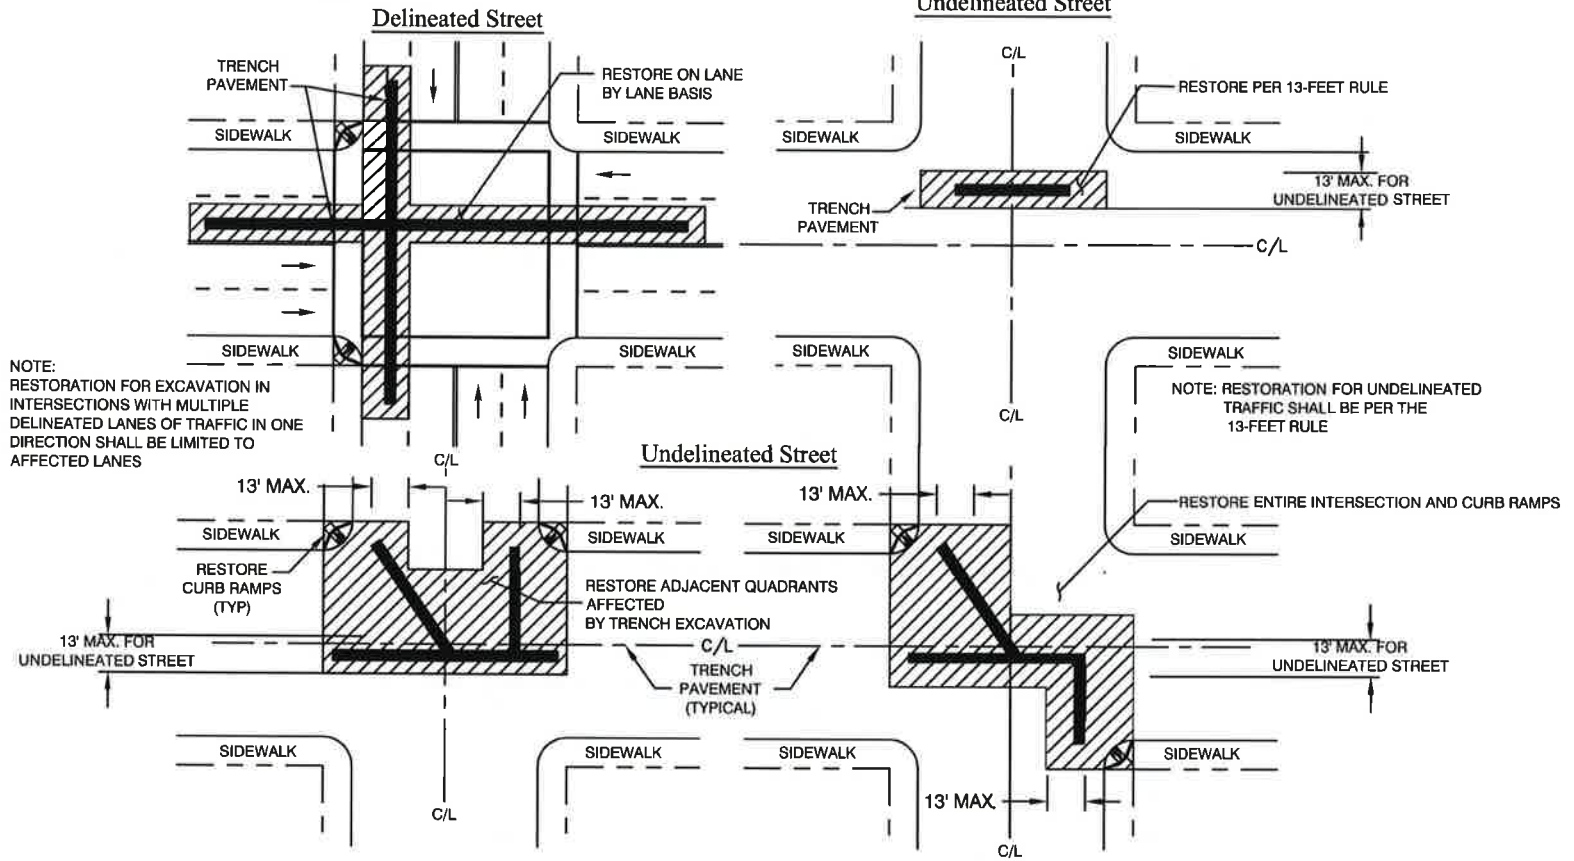 Delineated Street
Undelineated Street
TRENCH
PAVEMENT
RESTORE ON LANE
BY LANE BASIS
SIDEWALK
SIDEWALK
SIDEWALK
SIDEWALK
NOTE:
RESTORATION FOR EXCAVATION IN
INTERSECTIONS WITH MULTIPLE
DELINEATED LANES OF TRAFFIC IN ONE
DIRECTION SHALL BE LIMITED TO
AFFECTED LANES
C/L
RESTORE PER 13-FEET RULE
SIDEWALK
SIDEWALK
13' MAX. FOR
UNDELINEATED STREET
TRENCH
PAVEMENT
C/L
SIDEWALK
SIDEWALK
NOTE: RESTORATION FOR UNDELINEATED
TRAFFIC SHALL BE PER THE
13-FEET RULE
C/L
Undelineated Street
C/L
13' MAX.
13' MAX.
SIDEWALK
SIDEWALK
RESTORE
CURB RAMPS
(TYP)
RESTORE ADJACENT QUADRANTS
AFFECTED
BY TRENCH EXCAVATION
13' MAX. FOR
UNDELINEATED STREET
C/L
TRENCH
PAVEMENT
(TYPICAL)
SIDEWALK
SIDEWALK
C/L
13' MAX.
RESTORE ENTIRE INTERSECTION AND CURB RAMPS
SIDEWALK
SIDEWALK
13' MAX. FOR
UNDELINEATED STREET
SIDEWALK
SIDEWALK
13' MAX.
C/L